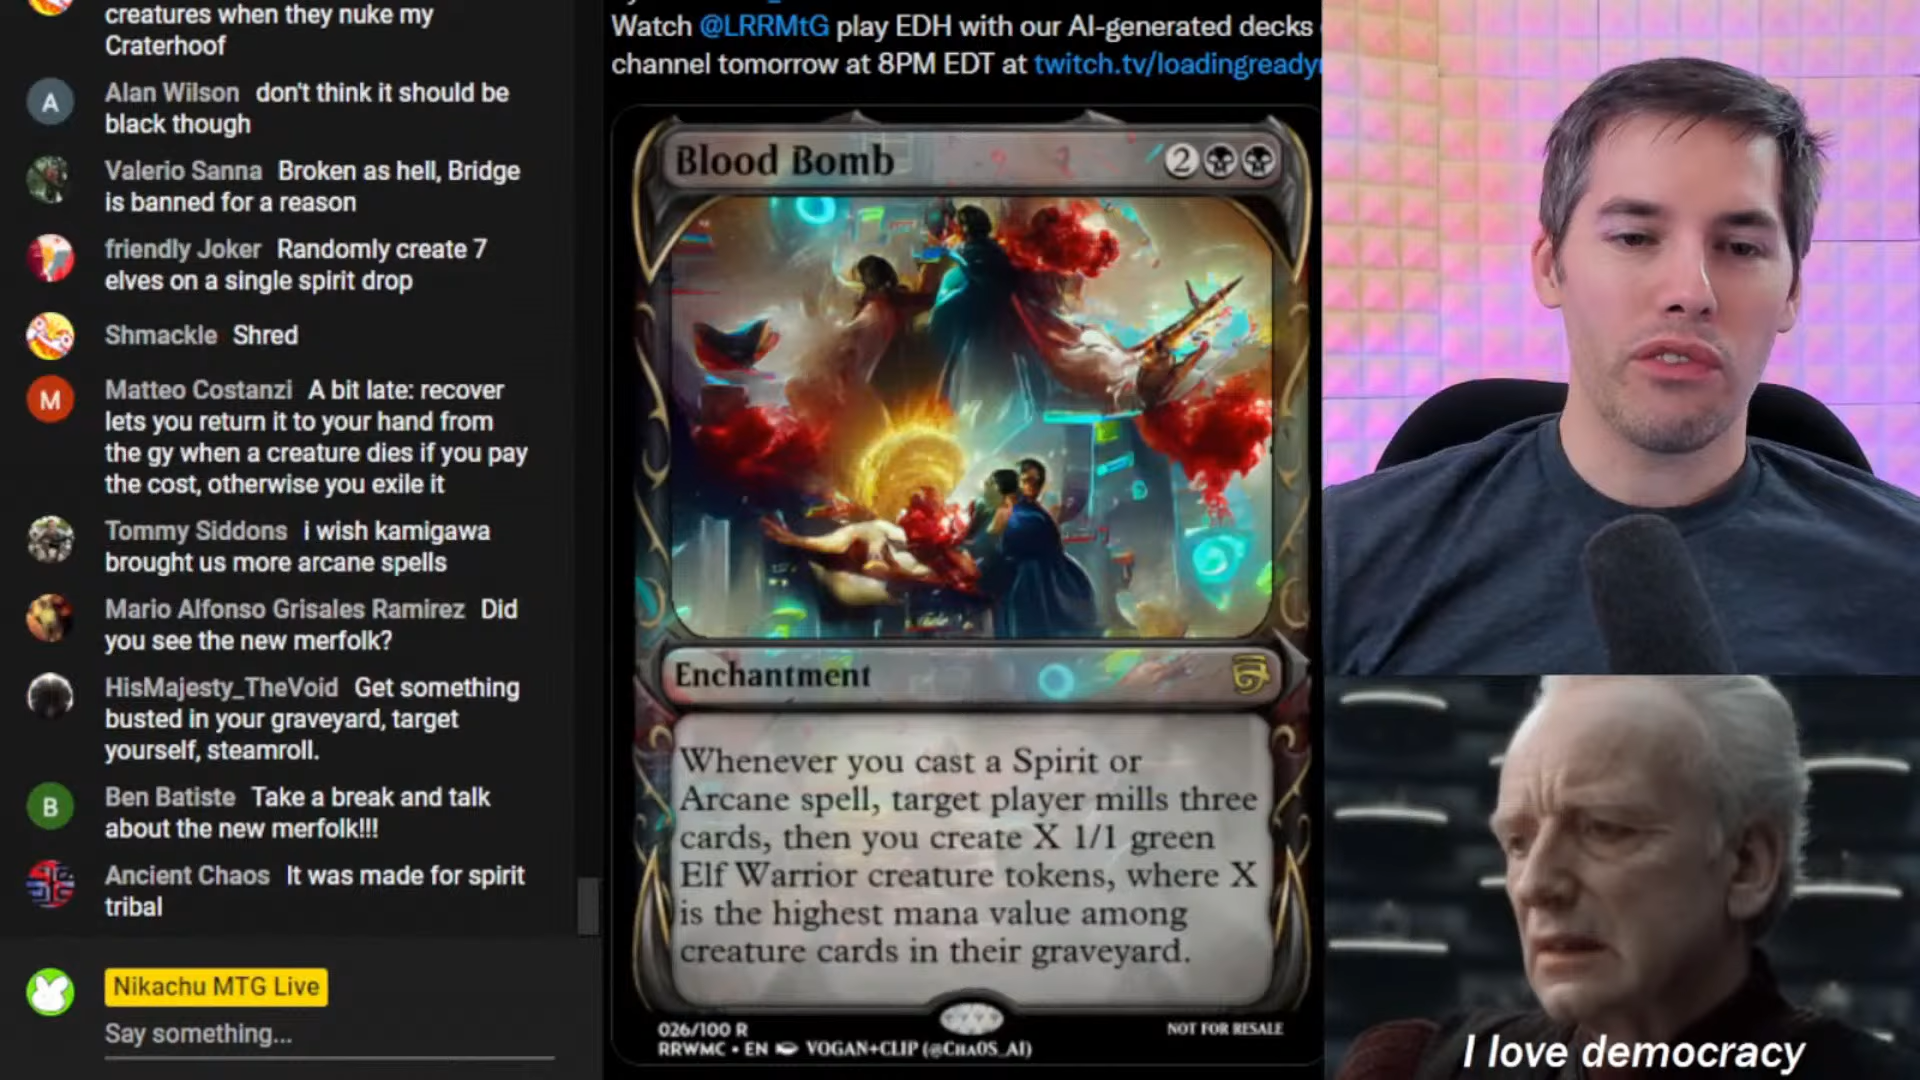 creatures when they nuke my
Craterhoof
A
Alan Wilson don't think it should be
black though
Valerio Sanna Broken as hell, Bridge
is banned for a reason
friendly Joker Randomly create 7
elves on a single spirit drop
Shmackle Shred
M
Matteo Costanzi A bit late: recover
lets you return it to your hand from
the gy when a creature dies if you pay
the cost, otherwise you exile it
Tommy Siddons i wish kamigawa
brought us more arcane spells
Mario Alfonso Grisales Ramirez Did
you see the new merfolk?
HisMajesty_TheVoid Get something
busted in your graveyard, target
yourself, steamroll.
B
Ben Batiste Take a break and talk
about the new merfolk!!!
Ancient Chaos It was made for spirit
tribal
Nikachu MTG Live
Say something...
Watch @LRRMtG play EDH with our AI-generated decks
channel tomorrow at 8PM EDT at twitch.tv/loadingready
Blood Bomb 2
Enchantment
Whenever you cast a Spirit or
Arcane spell, target player mills three
cards, then you create X 1/1 green
Elf Warrior creature tokens, where X
is the highest mana value among
creature cards in their graveyard.
026/100 R NOT FOR RESALE
RRWMC • EN VOGAN+CLIP (@CHAOS_AI)
I love democracy